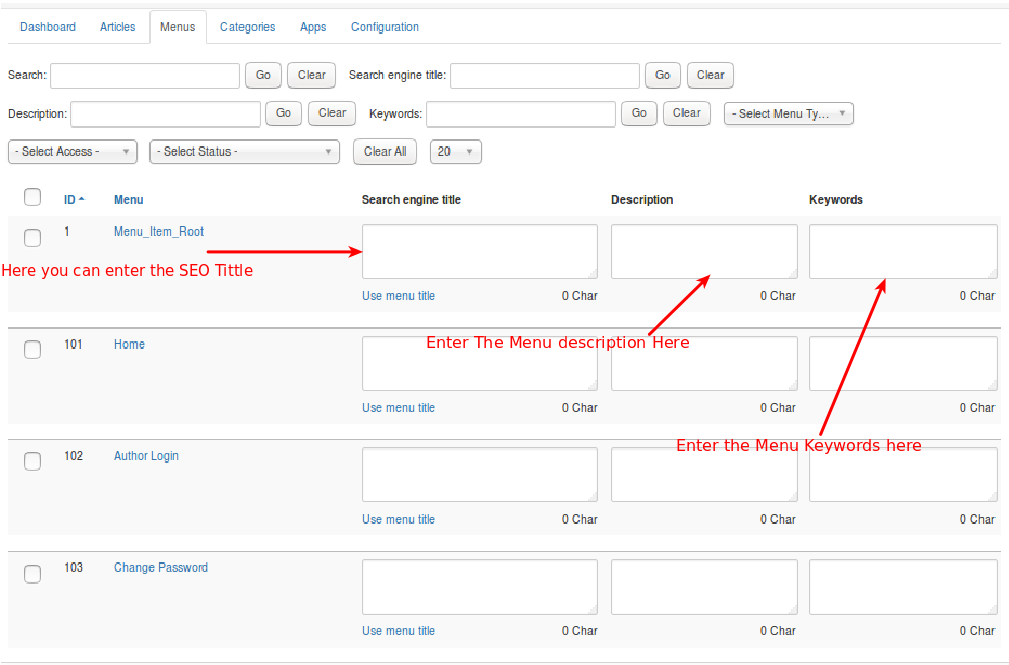 Dashboard Articles Menus Categories Apps Configuration
Search: Go Clear Search engine title: Go Clear
Description: Go Clear Keywords: Go Clear - Select Menu Ty...
- Select Access - - Select Status - Clear All 20
ID Menu Search engine title Description Keywords
1 Menu_Item_Root
Here you can enter the SEO Tittle
Use menu title 0 Char 0 Char 0 Char
Enter The Menu description Here
101 Home
Use menu title 0 Char 0 Char 0 Char
Enter the Menu Keywords here
102 Author Login
Use menu title 0 Char 0 Char 0 Char
103 Change Password
Use menu title 0 Char 0 Char 0 Char